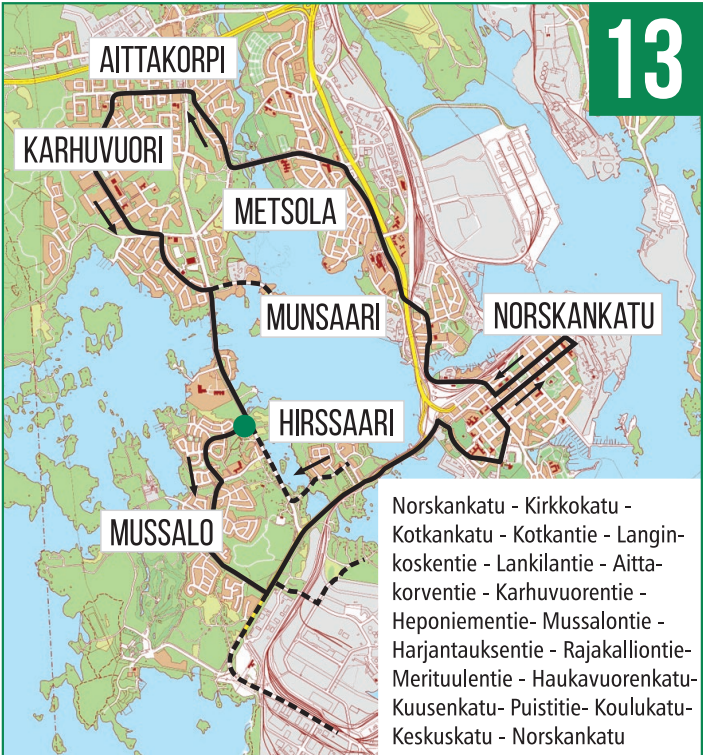 13
AITTAKORPI
KARHUVUORI
METSOLA
MUNSAARI
NORSKANKATU
HIRSSAARI
MUSSALO
Norskankatu - Kirkkokatu -
Kotkankatu - Kotkantie - Langin-
koskentie - Lankilantie - Aitta-
korventie - Karhuvuorentie -
Heponiementie- Mussalontie -
Harjantauksentie - Rajakalliontie-
Merituulentie - Haukavuorenkatu-
Kuusenkatu- Puistitie- Koulukatu-
Keskuskatu - Norskankatu